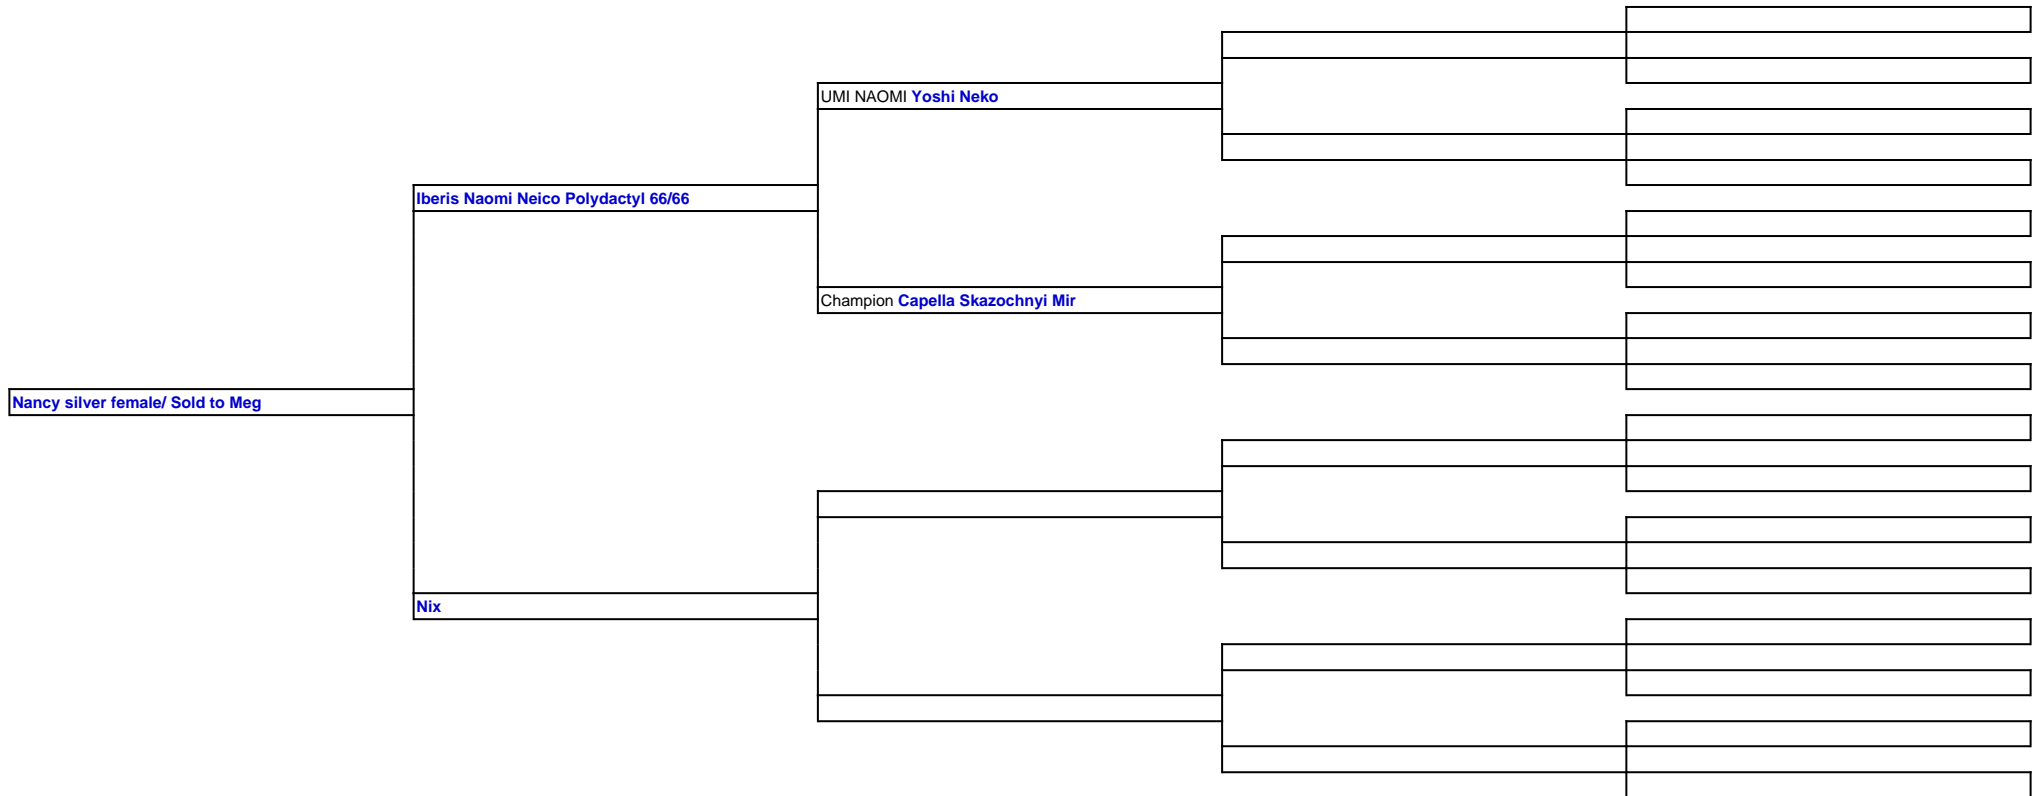 UMI NAOMI Yoshi Neko
Iberis Naomi Neico Polydactyl 66/66
Champion Capella Skazochnyi Mir
Nancy silver female/ Sold to Meg
Nix